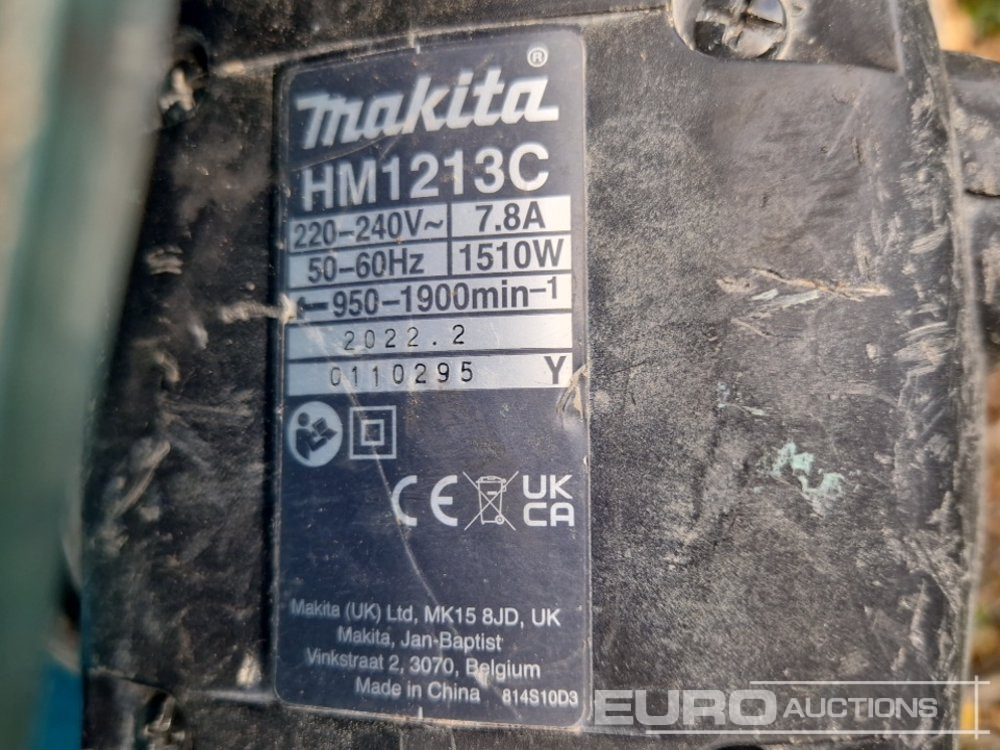 Makita®
HM1213C
220–240V~ 7.8A
50–60Hz 1510W
950–1900min⁻¹
2022.2
0110295 Y
CE UK
CA
Makita (UK) Ltd, MK15 8JD, UK
Makita, Jan-Baptist
Vinkstraat 2, 3070, Belgium
Made in China 814S10D3
EURO AUCTIONS